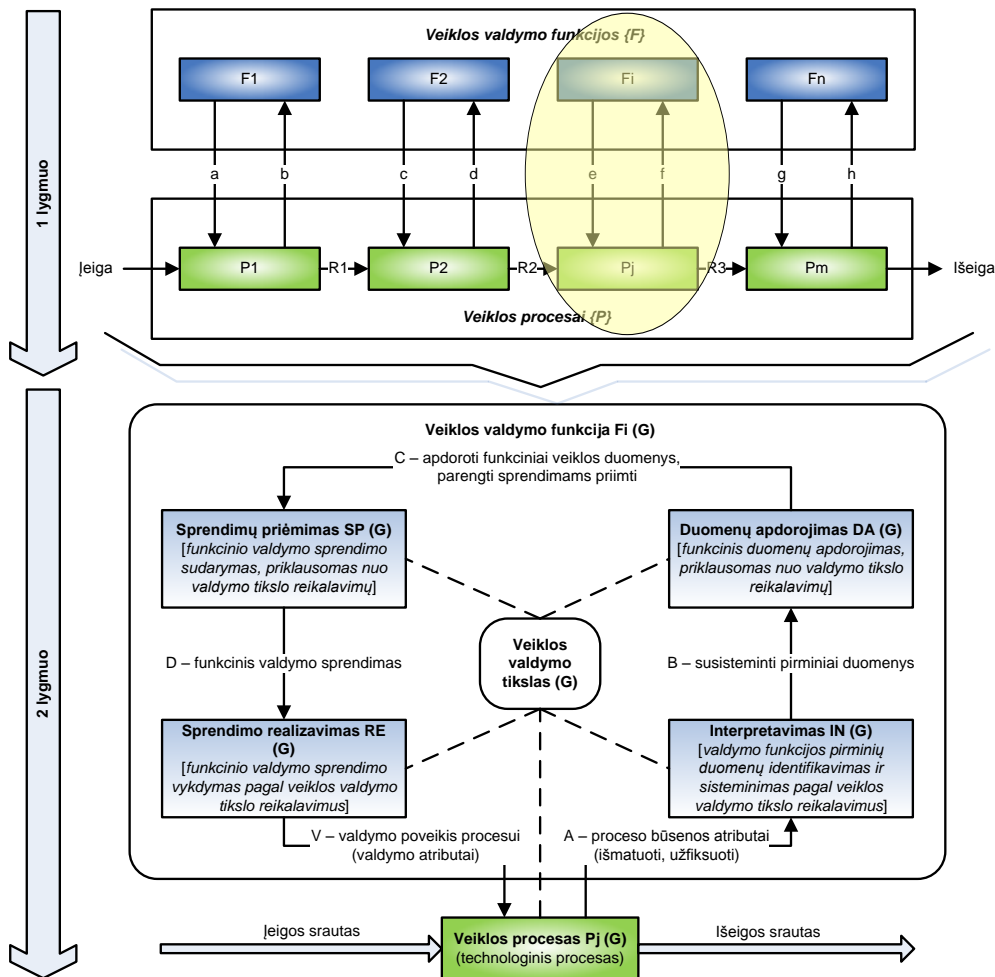 Veiklos valdymo funkcijos {F}
F1
F2
Fi
Fn
a
b
c
d
e
f
g
h
1 lygmuo
Įeiga
P1
R1
P2
R2
Pj
R3
Pm
Išeiga
Veiklos procesai {P}
2 lygmuo
Veiklos valdymo funkcija Fi (G)
C – apdoroti funkciniai veiklos duomenys,
parengti sprendimams priimti
Sprendimų priėmimas SP (G)
[funkcinio valdymo sprendimo
sudarymas, priklausomas nuo
valdymo tikslo reikalavimų]
Duomenų apdorojimas DA (G)
[funkcinis duomenų apdorojimas,
priklausomas nuo valdymo tikslo
reikalavimų]
Veiklos
valdymo
tikslas (G)
D – funkcinis valdymo sprendimas
B – susisteminti pirminiai duomenys
Sprendimo realizavimas RE
(G)
[funkcinio valdymo sprendimo
vykdymas pagal veiklos valdymo
tikslo reikalavimus]
Interpretavimas IN (G)
[valdymo funkcijos pirminių
duomenų identifikavimas ir
sisteminimas pagal veiklos
valdymo tikslo reikalavimus]
V – valdymo poveikis procesui
(valdymo atributai)
A – proceso būsenos atributai
(išmatuoti, užfiksuoti)
Įeigos srautas
Veiklos procesas Pj (G)
(technologinis procesas)
Išeigos srautas